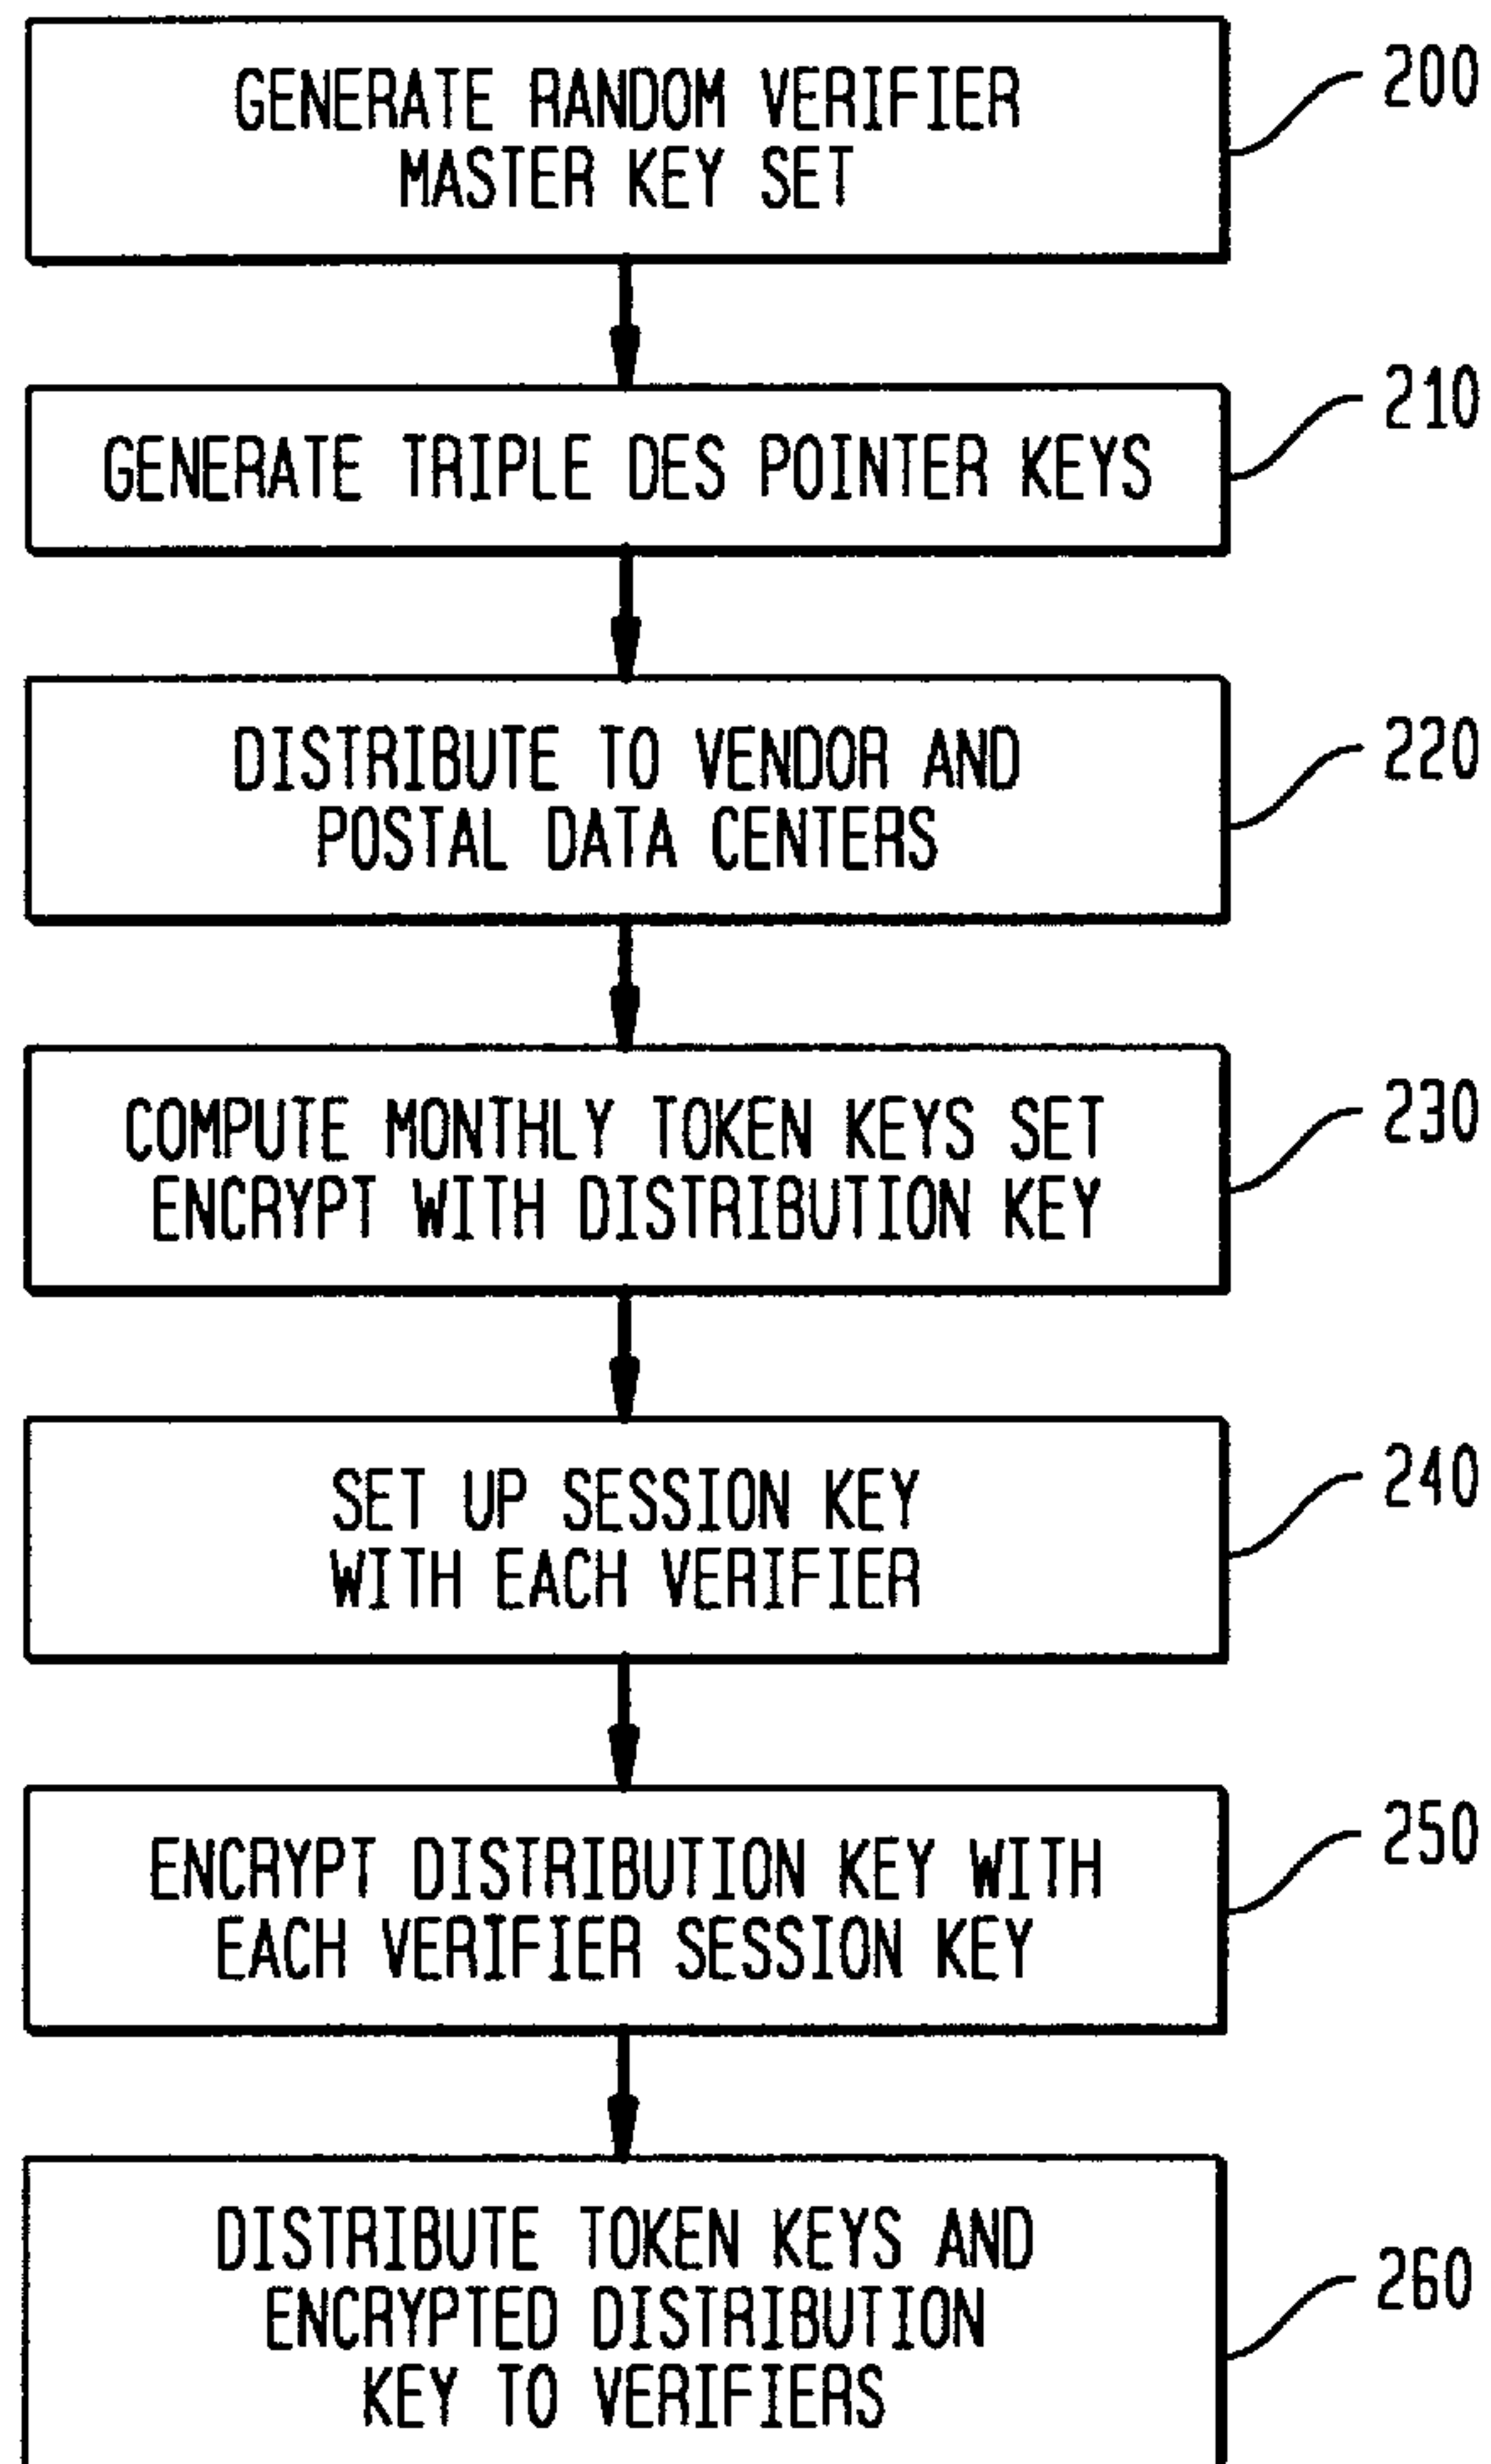 GENERATE RANDOM VERIFIER
MASTER KEY SET
200
GENERATE TRIPLE DES POINTER KEYS
210
DISTRIBUTE TO VENDOR AND
POSTAL DATA CENTERS
220
COMPUTE MONTHLY TOKEN KEYS SET
ENCRYPT WITH DISTRIBUTION KEY
230
SET UP SESSION KEY
WITH EACH VERIFIER
240
ENCRYPT DISTRIBUTION KEY WITH
EACH VERIFIER SESSION KEY
250
DISTRIBUTE TOKEN KEYS AND
ENCRYPTED DISTRIBUTION
KEY TO VERIFIERS
260